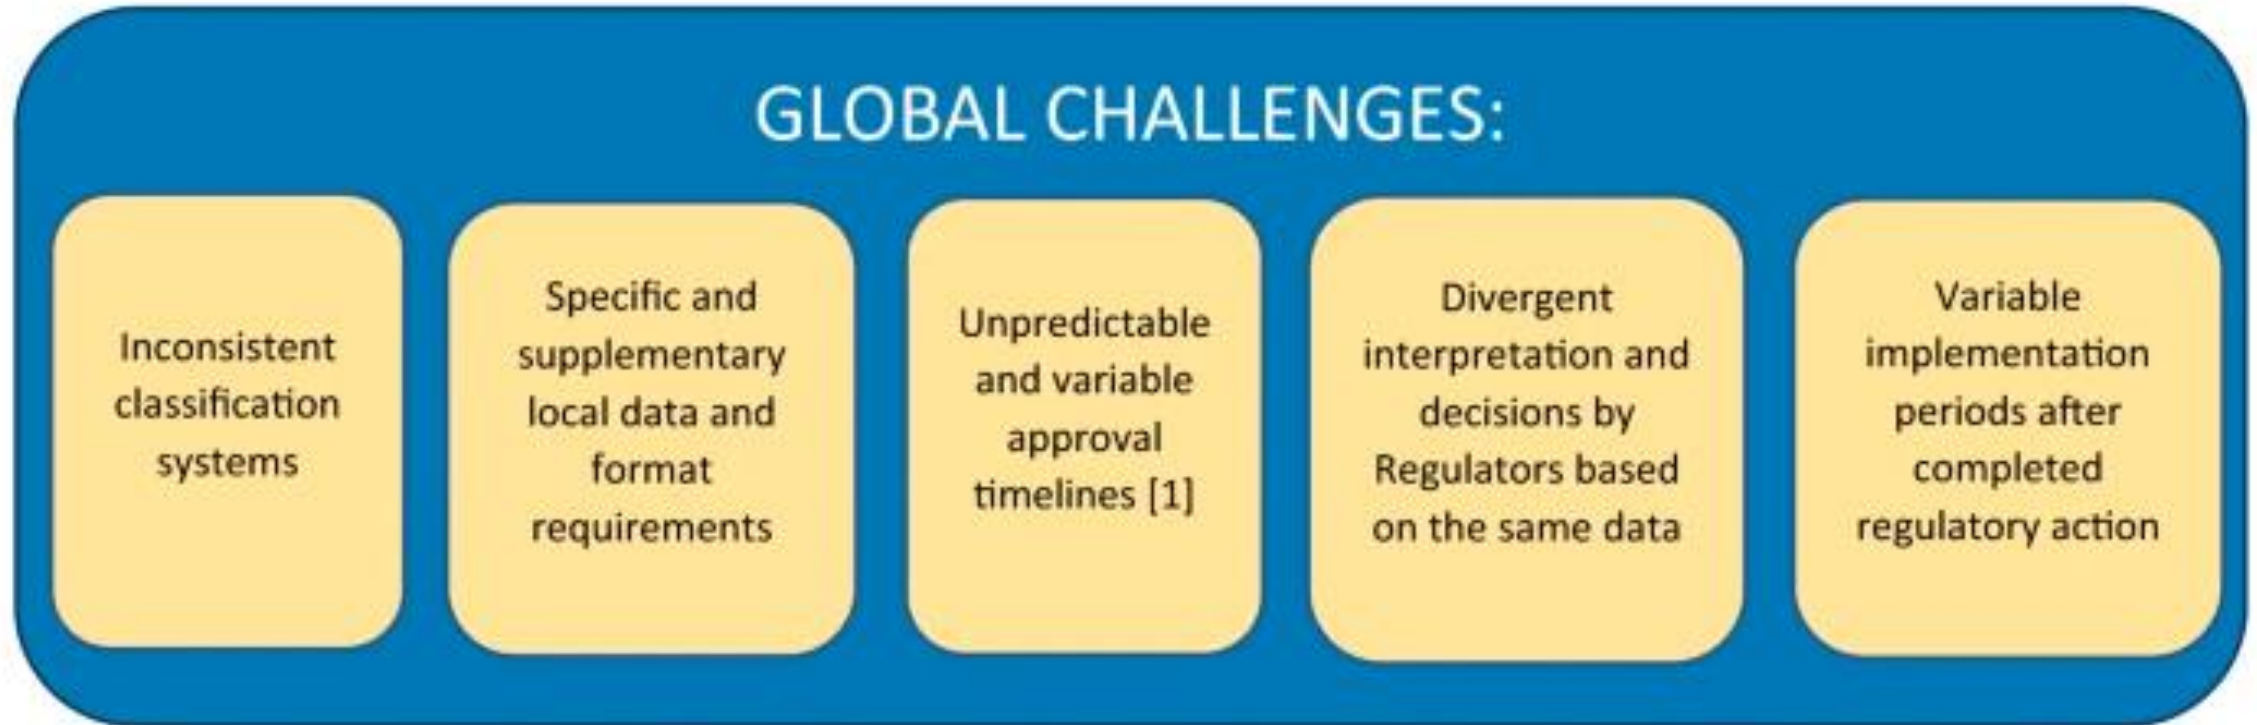 GLOBAL CHALLENGES:
Inconsistent
classification
systems
Specific and
supplementary
local data and
format
requirements
Unpredictable
and variable
approval
timelines [1]
Divergent
interpretation and
decisions by
Regulators based
on the same data
Variable
implementation
periods after
completed
regulatory action